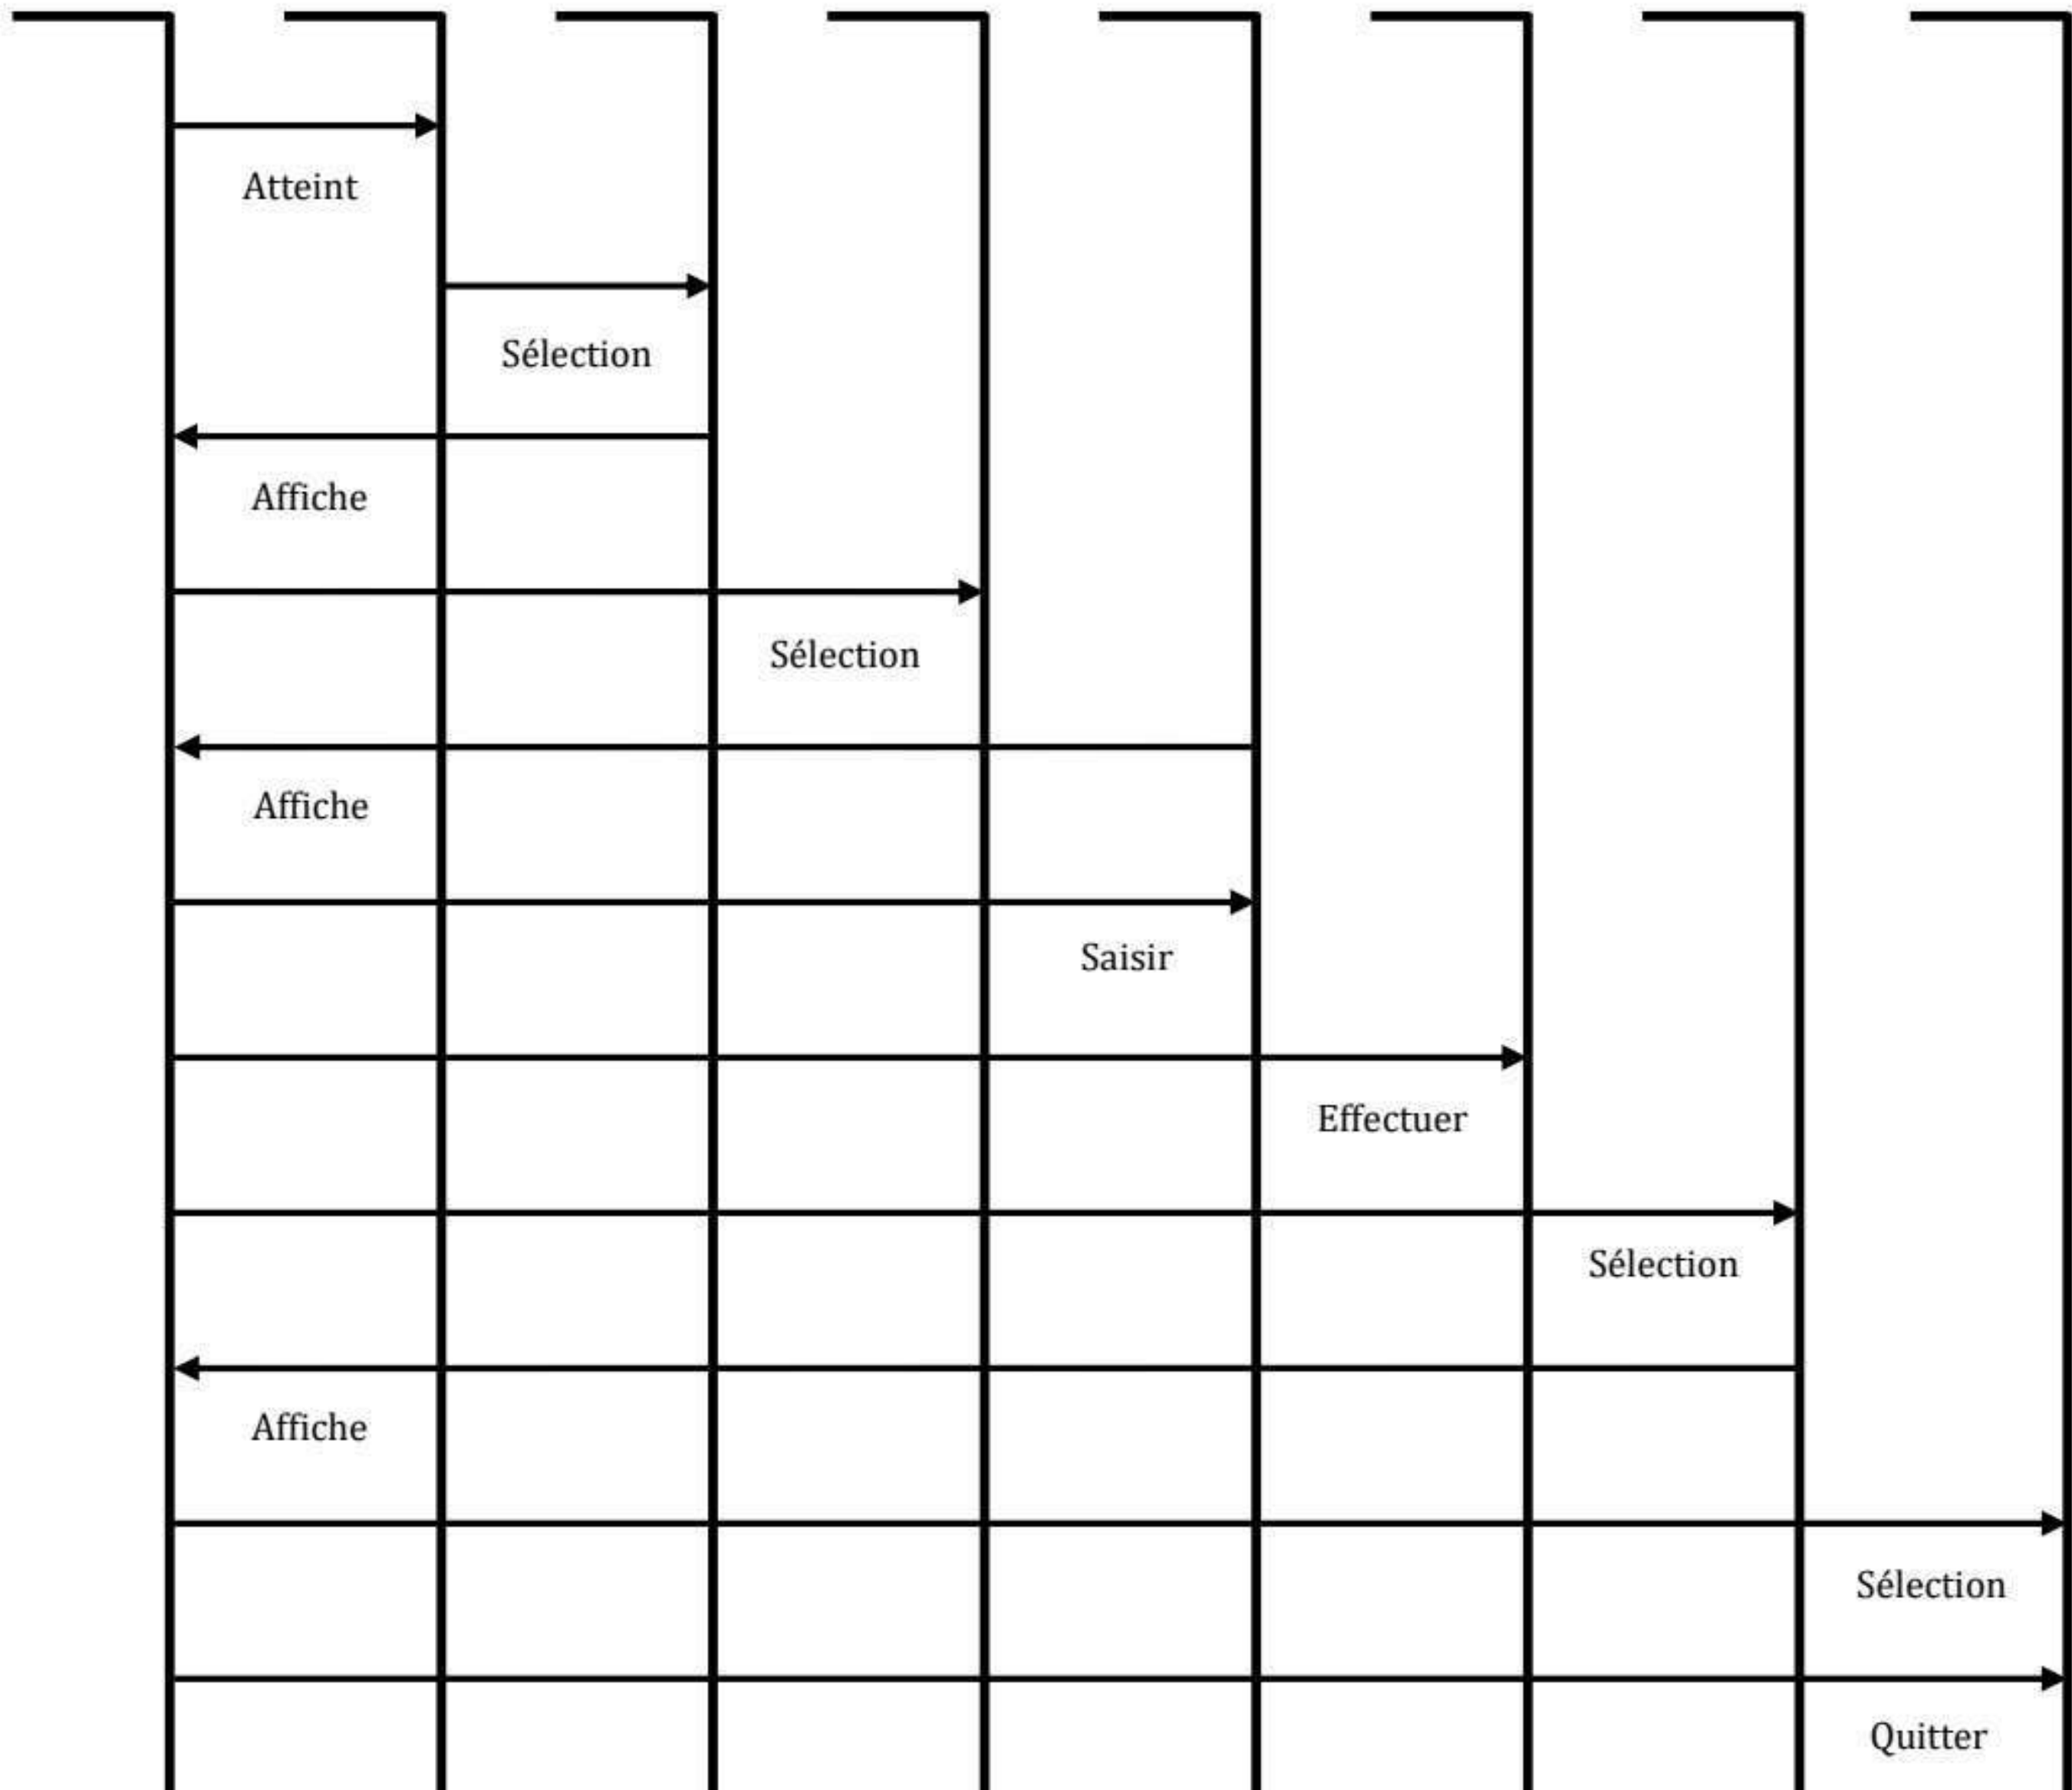 Atteint
Sélection
Affiche
Sélection
Affiche
Saisir
Effectuer
Sélection
Affiche
Sélection
Quitter